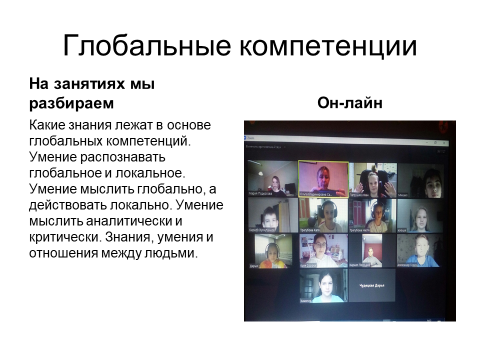 Глобальные компетенции
На занятиях мы
разбираем
Он-лайн
Какие знания лежат в основе
глобальных компетенций.
Умение распознавать
глобальное и локальное.
Умение мыслить глобально, а
действовать локально. Умение
мыслить аналитически и
критически. Знания, умения и
отношения между людьми.